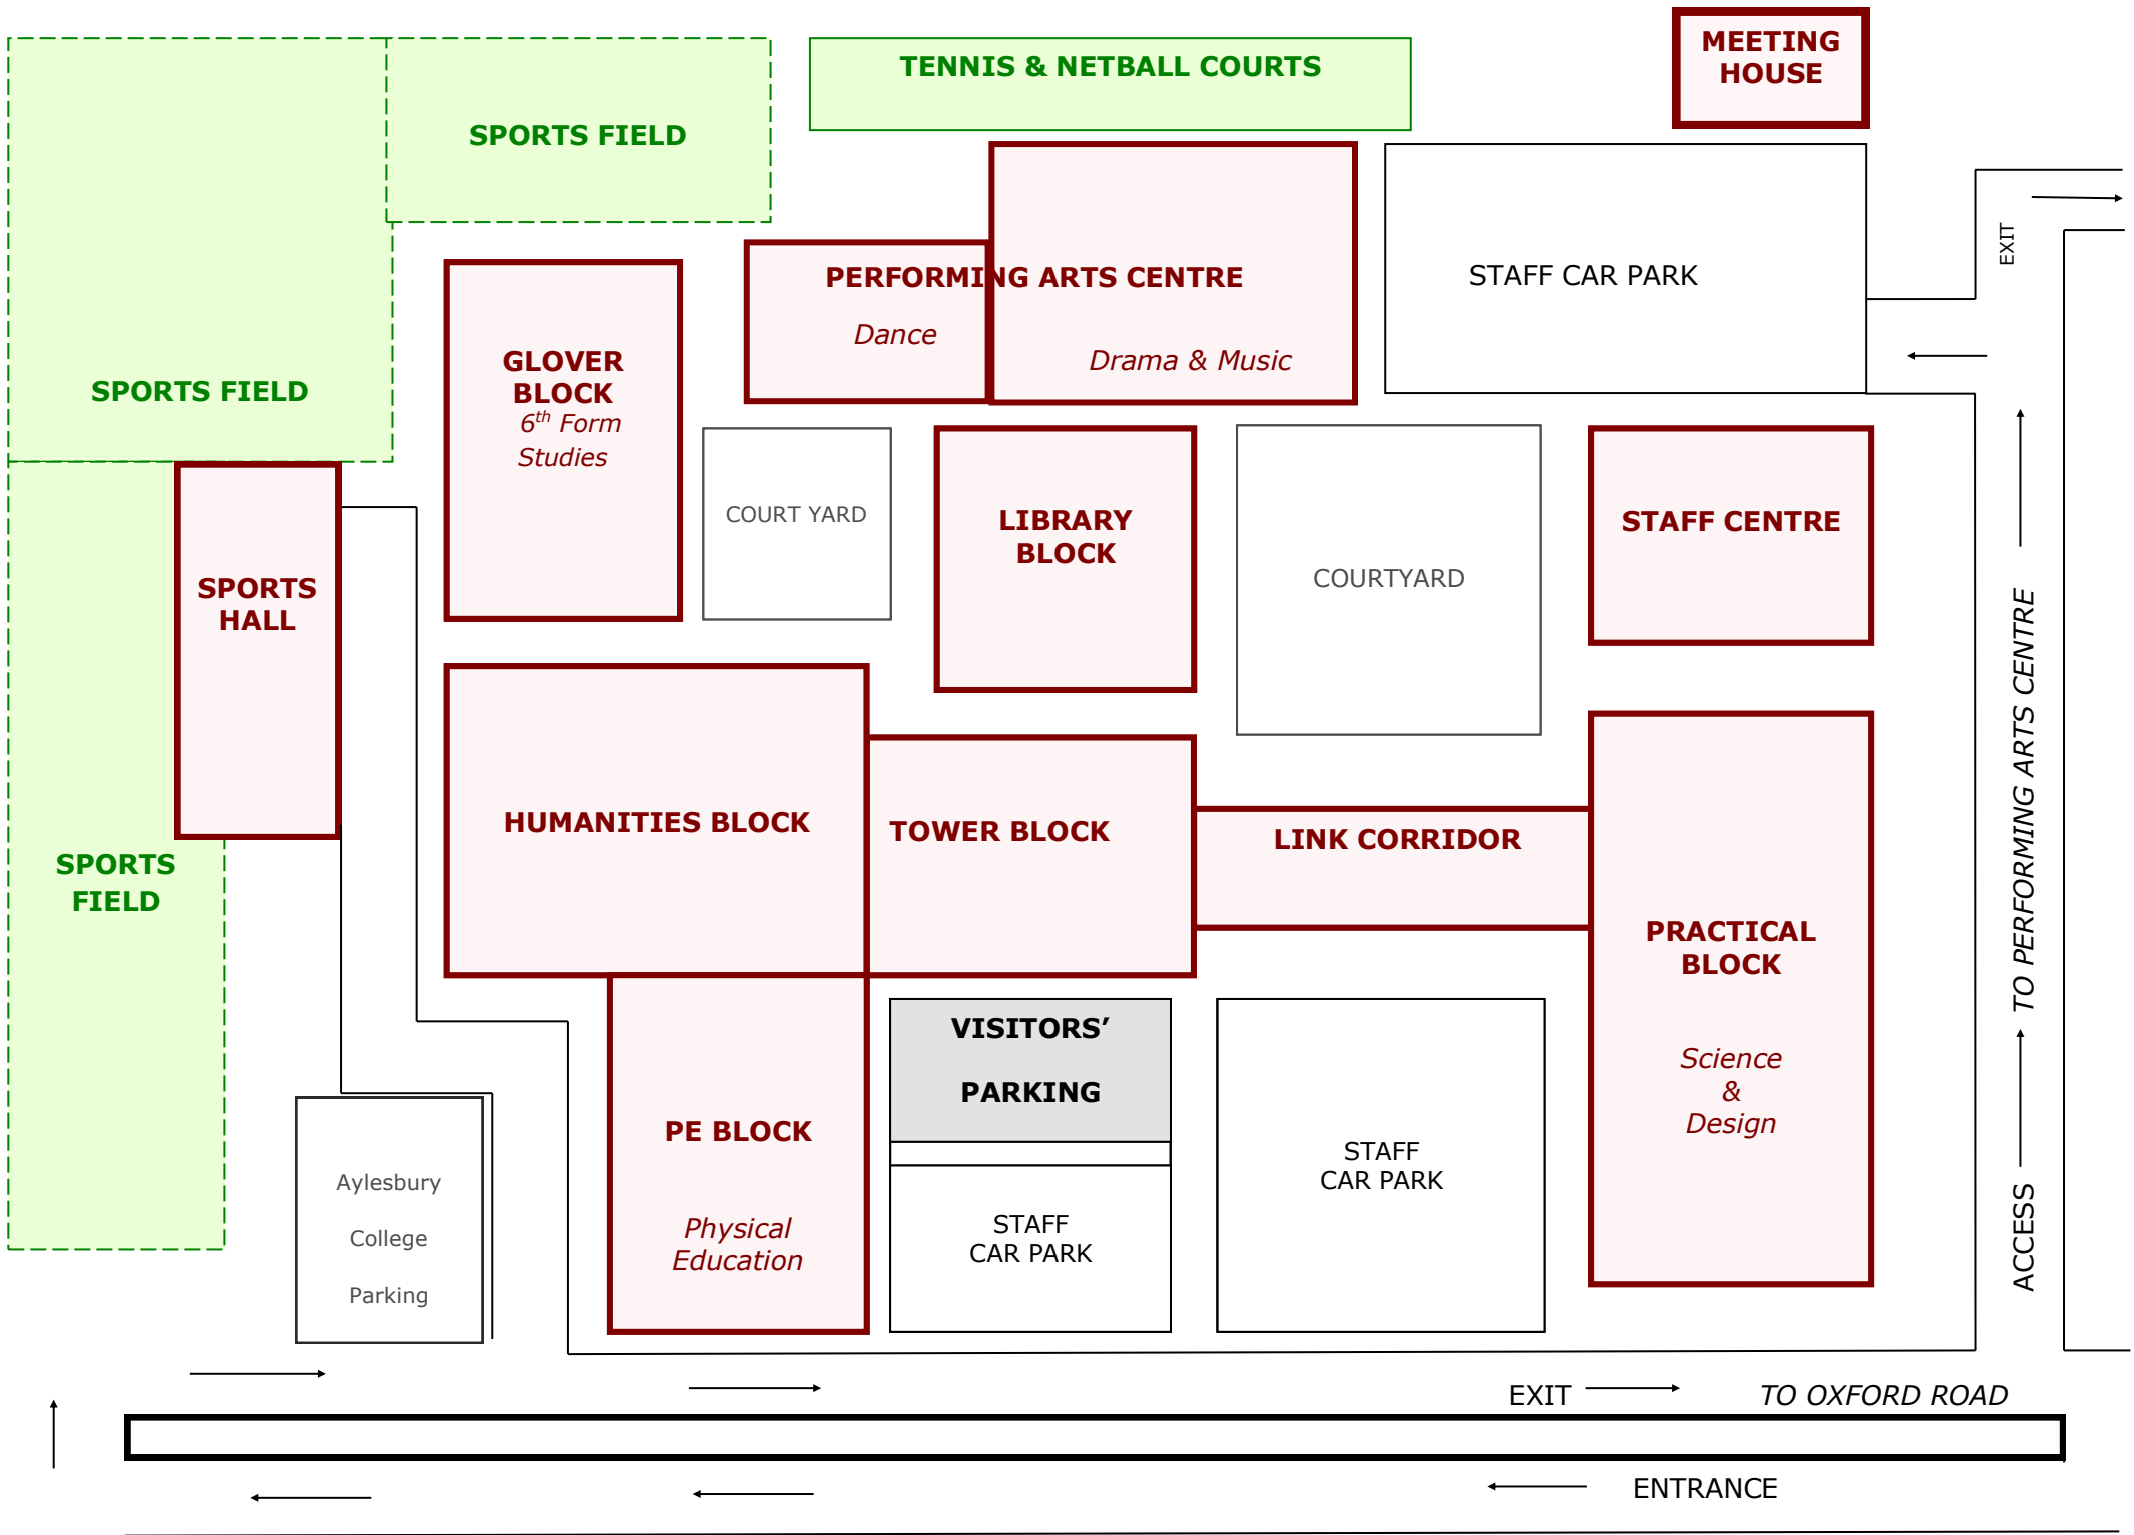 MEETING
HOUSE
TENNIS & NETBALL COURTS
SPORTS FIELD
EXIT
PERFORMING ARTS CENTRE
STAFF CAR PARK
Dance
Drama & Music
GLOVER
BLOCK
6th Form
Studies
SPORTS FIELD
COURT YARD
LIBRARY
BLOCK
COURTYARD
STAFF CENTRE
SPORTS
HALL
TO PERFORMING ARTS CENTRE
HUMANITIES BLOCK
TOWER BLOCK
LINK CORRIDOR
SPORTS
FIELD
PRACTICAL
BLOCK
Science
&
Design
VISITORS’
PARKING
PE BLOCK
Physical
Education
STAFF
CAR PARK
STAFF
CAR PARK
Aylesbury
College
Parking
ACCESS
EXIT
TO OXFORD ROAD
ENTRANCE